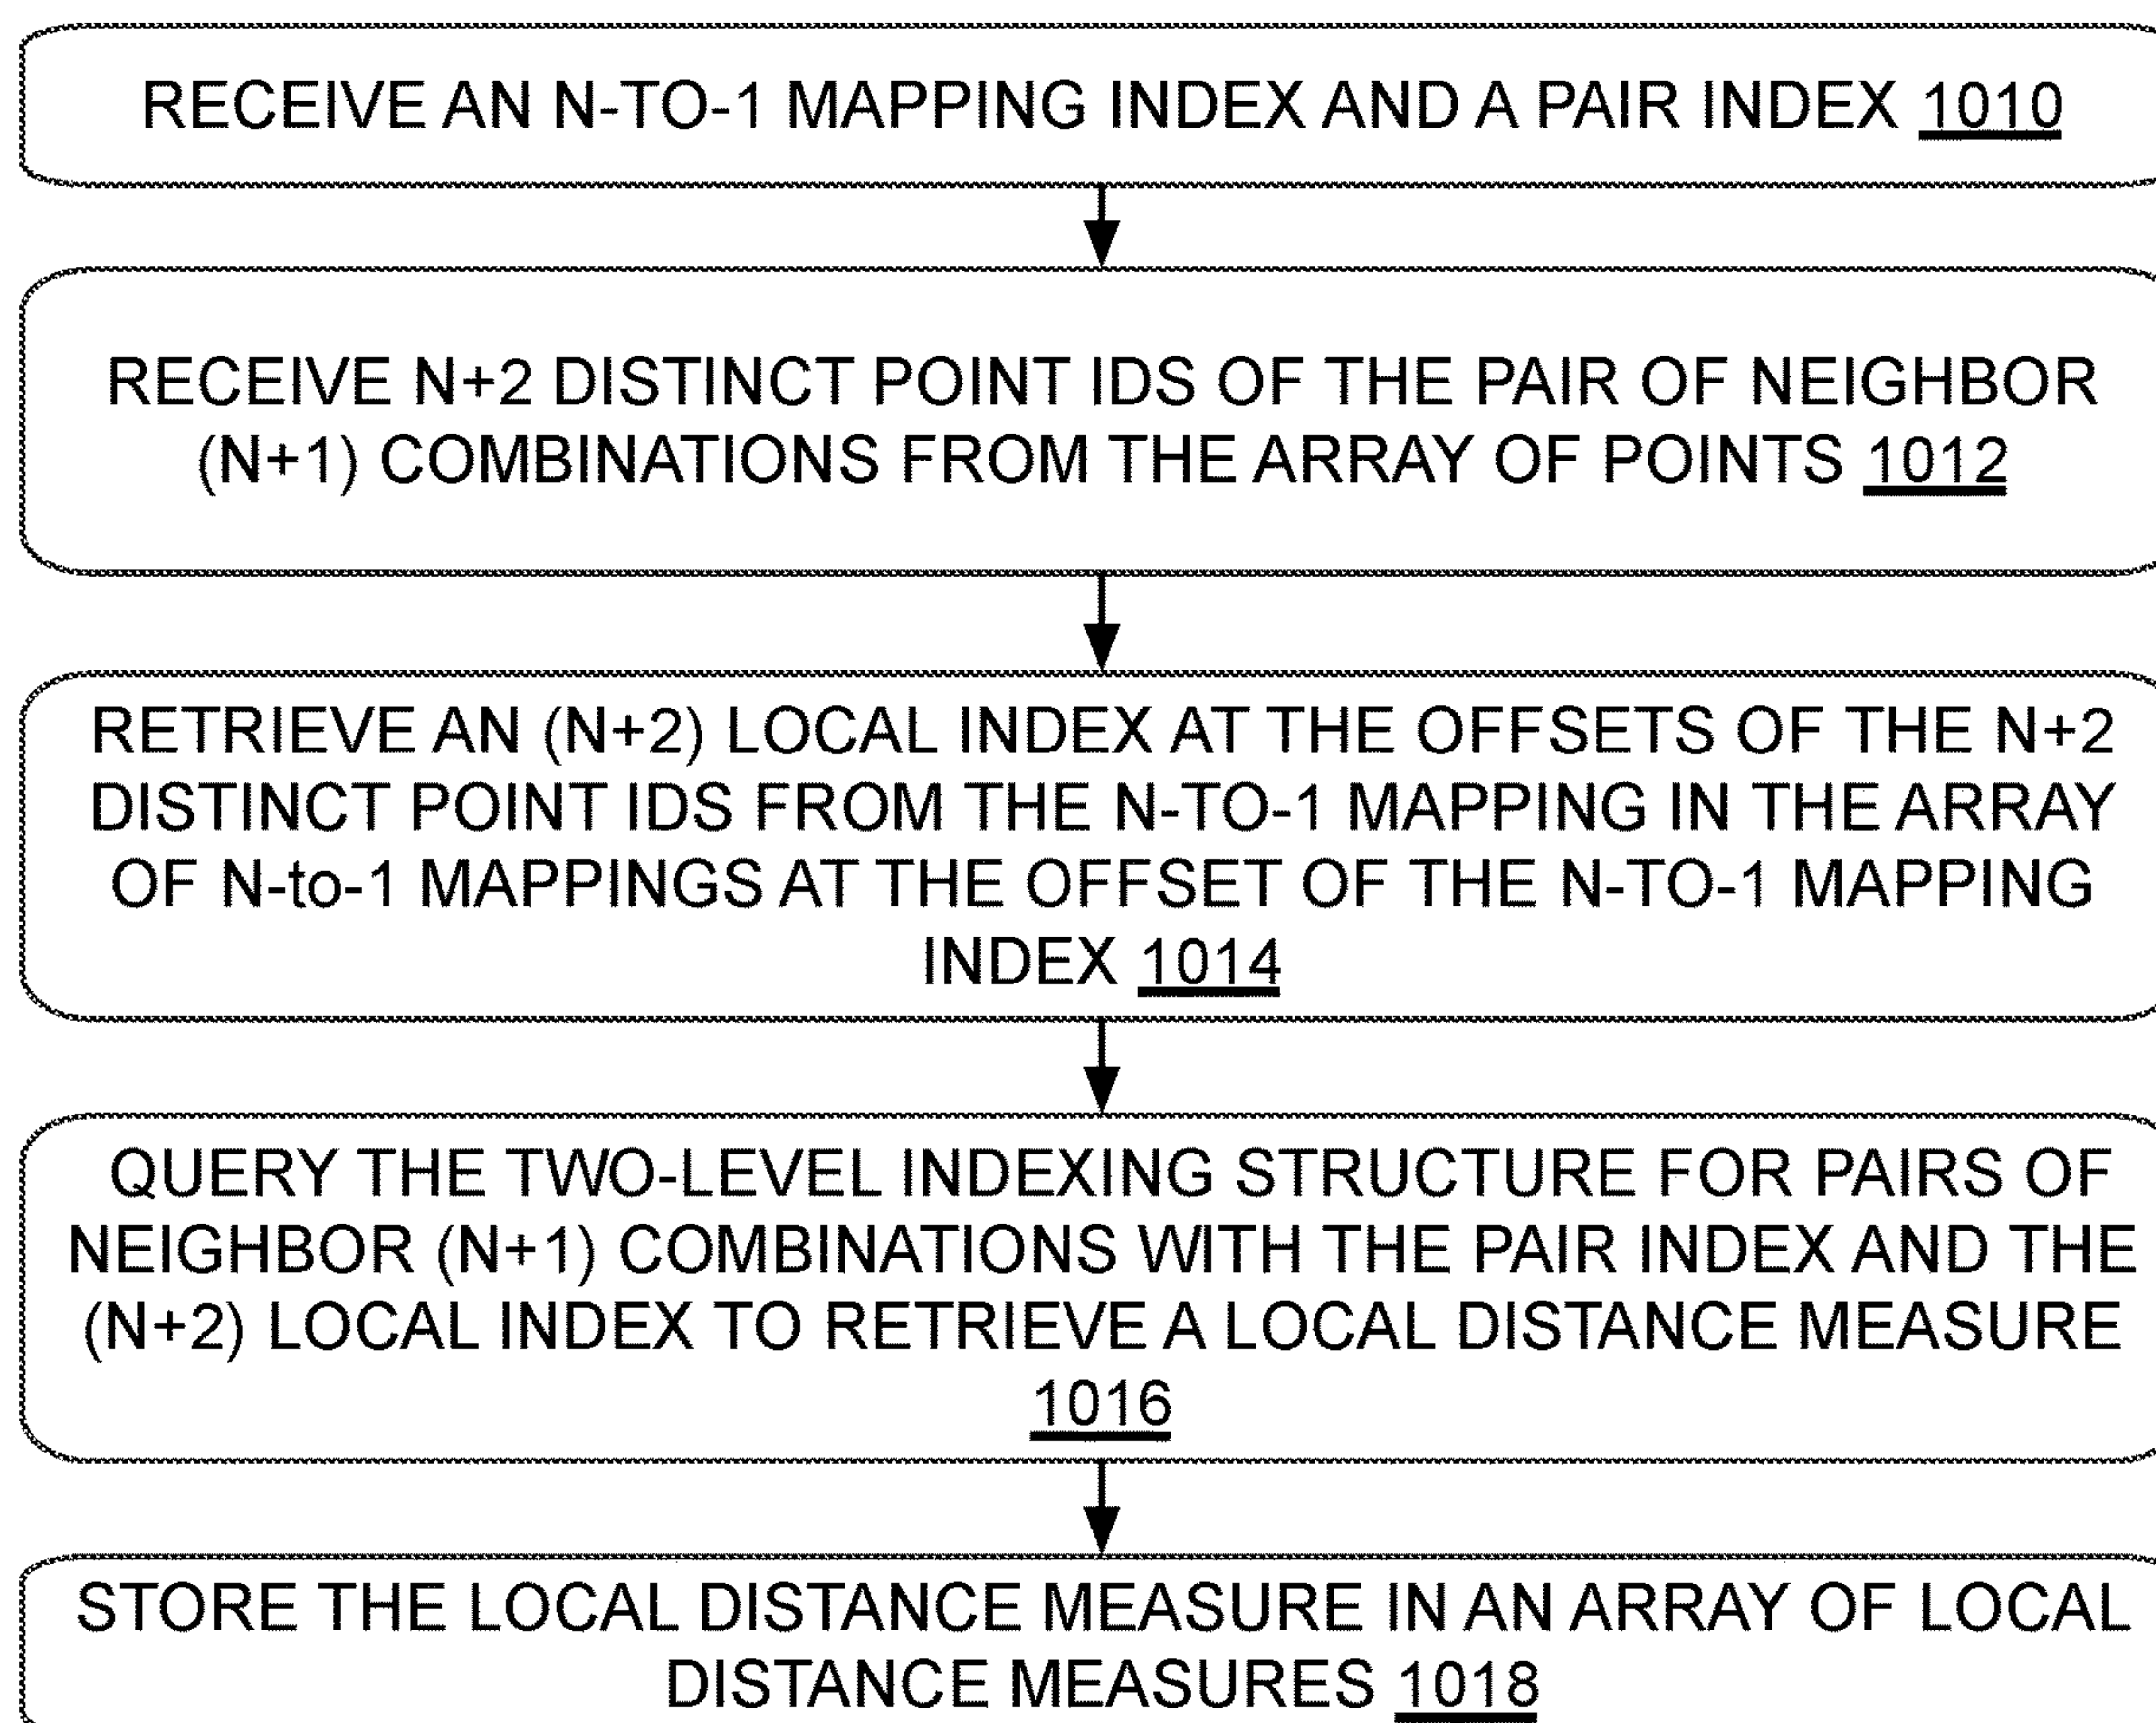 RECEIVE AN N-TO-1 MAPPING INDEX AND A PAIR INDEX 1010
RECEIVE N+2 DISTINCT POINT IDS OF THE PAIR OF NEIGHBOR
(N+1) COMBINATIONS FROM THE ARRAY OF POINTS 1012
RETRIEVE AN (N+2) LOCAL INDEX AT THE OFFSETS OF THE N+2
DISTINCT POINT IDS FROM THE N-TO-1 MAPPING IN THE ARRAY
OF N-to-1 MAPPINGS AT THE OFFSET OF THE N-TO-1 MAPPING
INDEX 1014
QUERY THE TWO-LEVEL INDEXING STRUCTURE FOR PAIRS OF
NEIGHBOR (N+1) COMBINATIONS WITH THE PAIR INDEX AND THE
(N+2) LOCAL INDEX TO RETRIEVE A LOCAL DISTANCE MEASURE
1016
STORE THE LOCAL DISTANCE MEASURE IN AN ARRAY OF LOCAL
DISTANCE MEASURES 1018